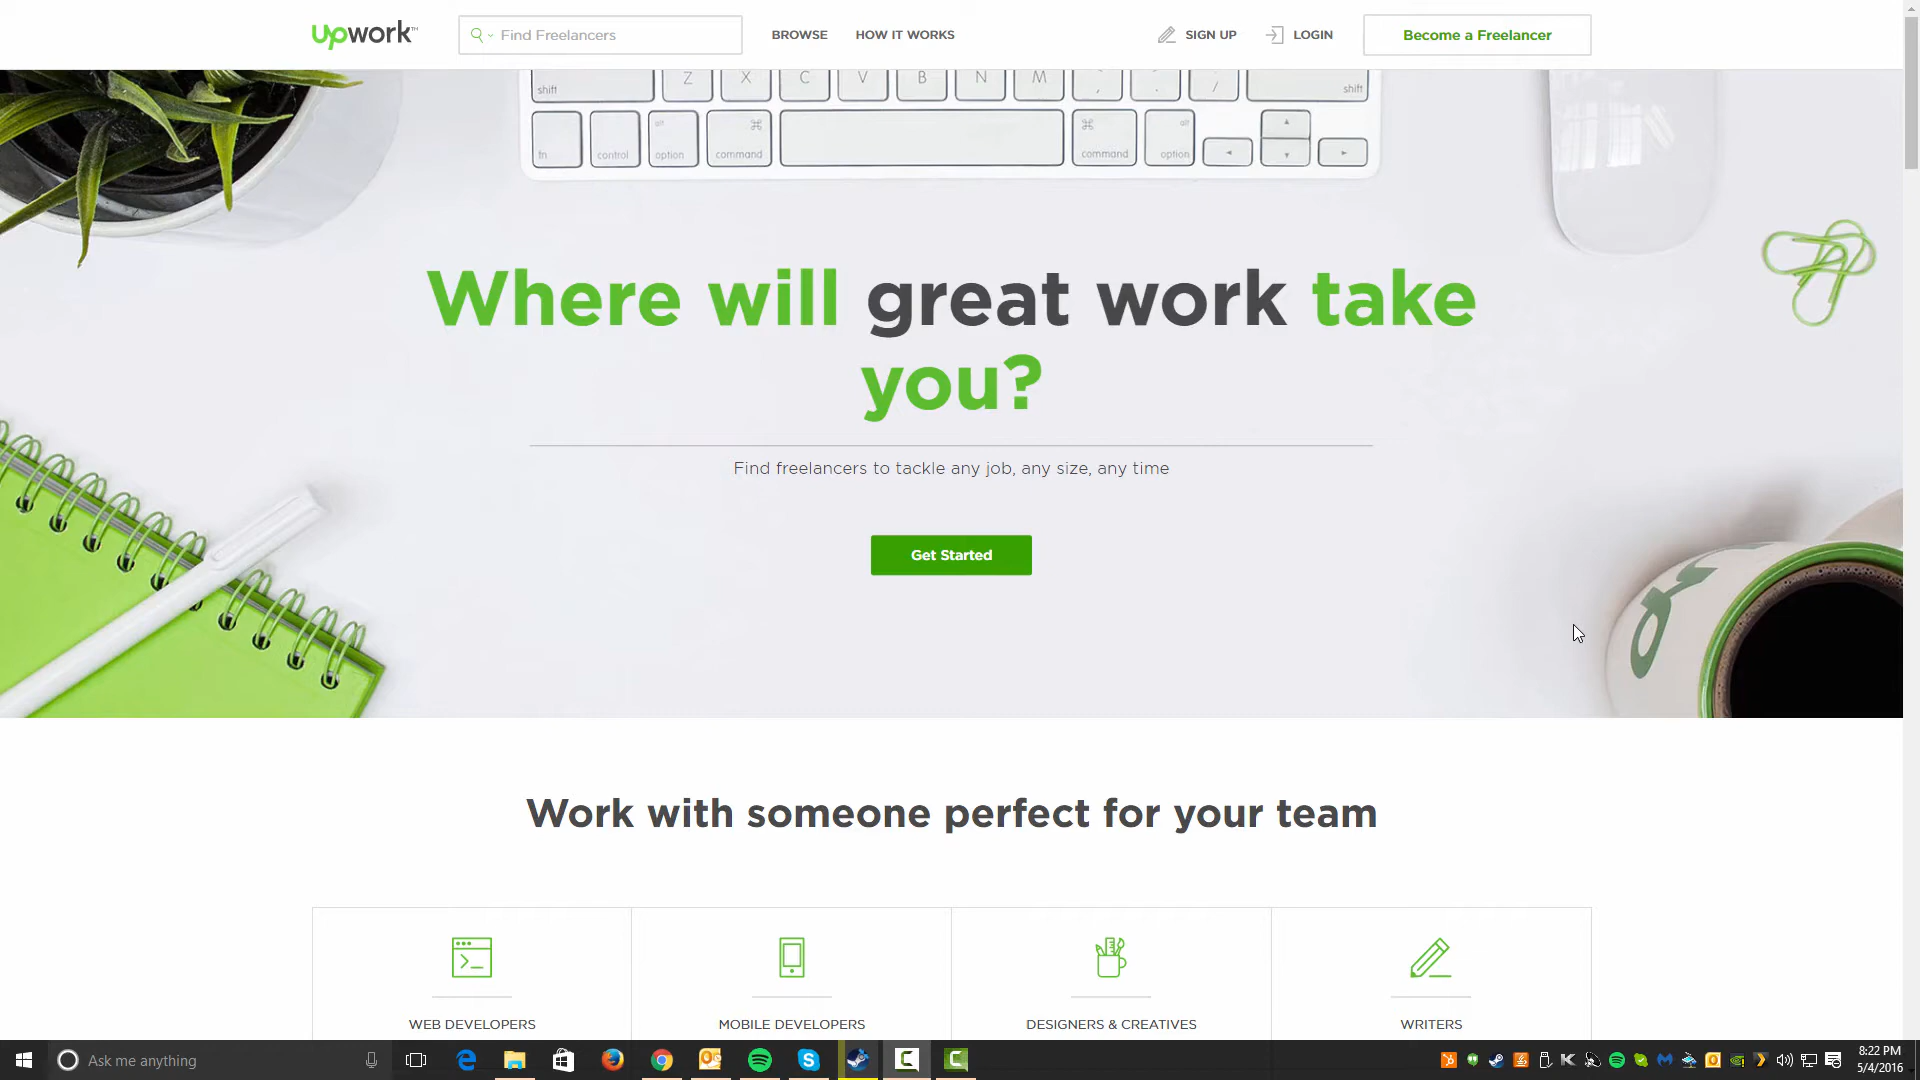 upwork™
Find Freelancers
BROWSE
HOW IT WORKS
SIGN UP
LOGIN
Become a Freelancer
shift Z X C V B N M , . / shift
fn control alt option ⌘ command ⌘ command alt option
Where will great work take
you?
Find freelancers to tackle any job, any size, any time
Get Started
Work with someone perfect for your team
WEB DEVELOPERS
MOBILE DEVELOPERS
DESIGNERS & CREATIVES
WRITERS
Ask me anything
8:22 PM
5/4/2016